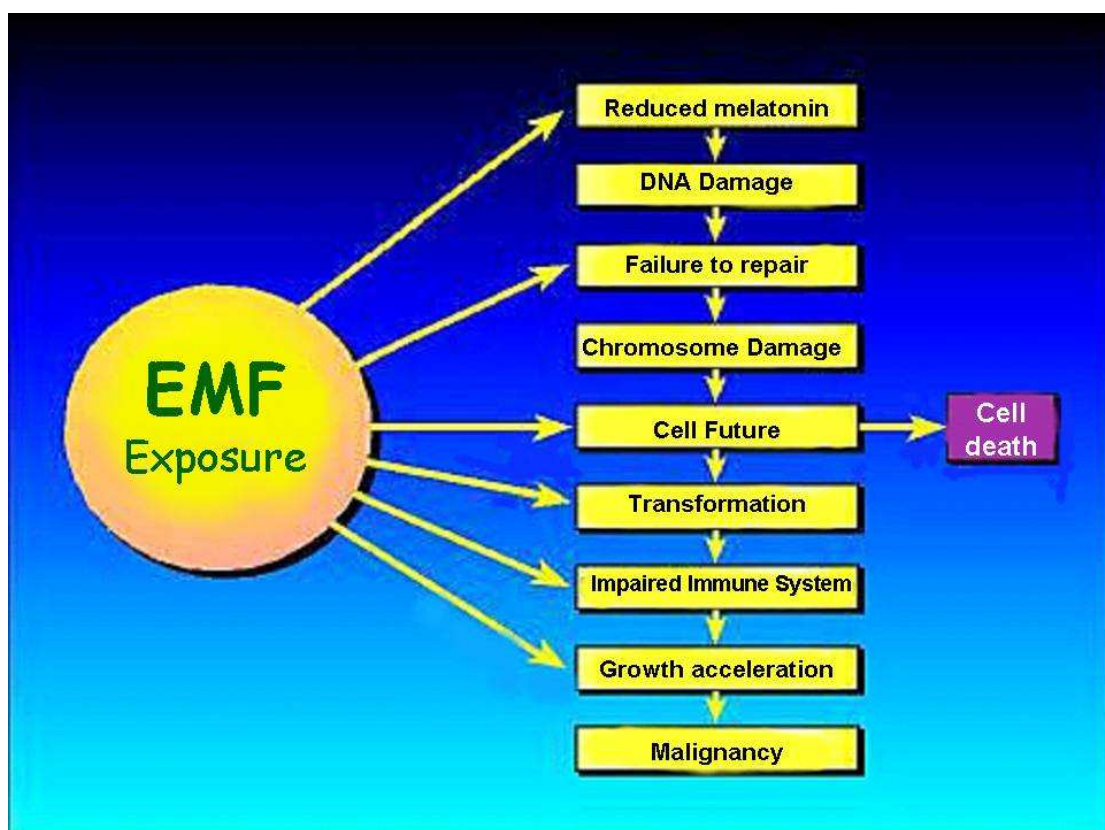 EMF
Exposure
Reduced melatonin
DNA Damage
Failure to repair
Chromosome Damage
Cell Future
Cell
death
Transformation
Impaired Immune System
Growth acceleration
Malignancy